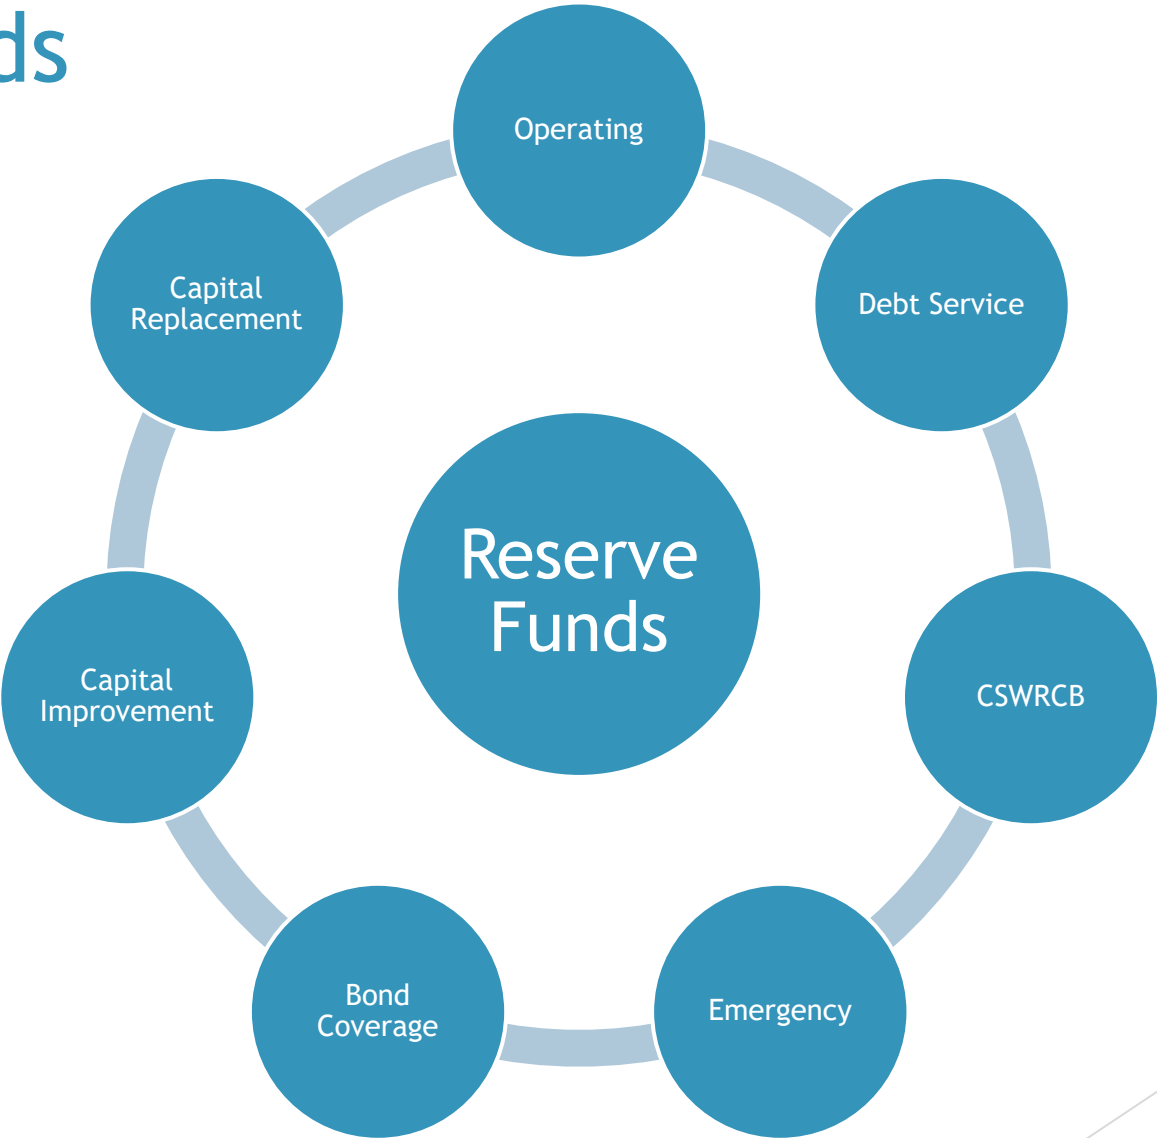 ds
Operating
Debt Service
CSWRCB
Emergency
Bond
Coverage
Capital
Improvement
Capital
Replacement
Reserve
Funds